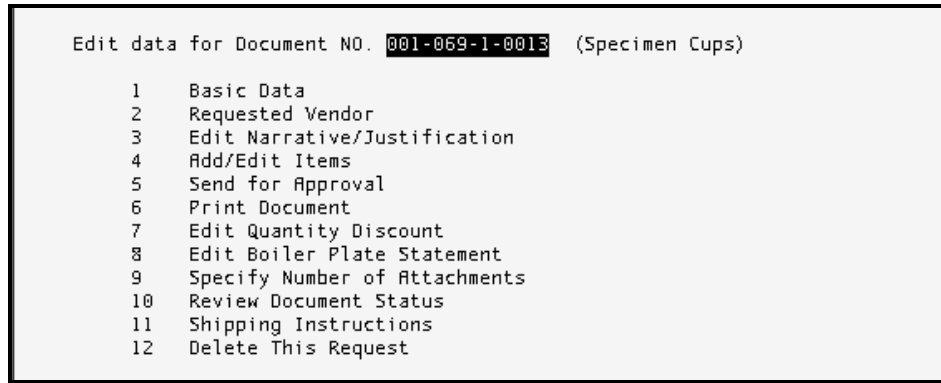 Edit data for Document NO. 001-069-1-0013 (Specimen Cups)
1 Basic Data
2 Requested Vendor
3 Edit Narrative/Justification
4 Add/Edit Items
5 Send for Approval
6 Print Document
7 Edit Quantity Discount
8 Edit Boiler Plate Statement
9 Specify Number of Attachments
10 Review Document Status
11 Shipping Instructions
12 Delete This Request